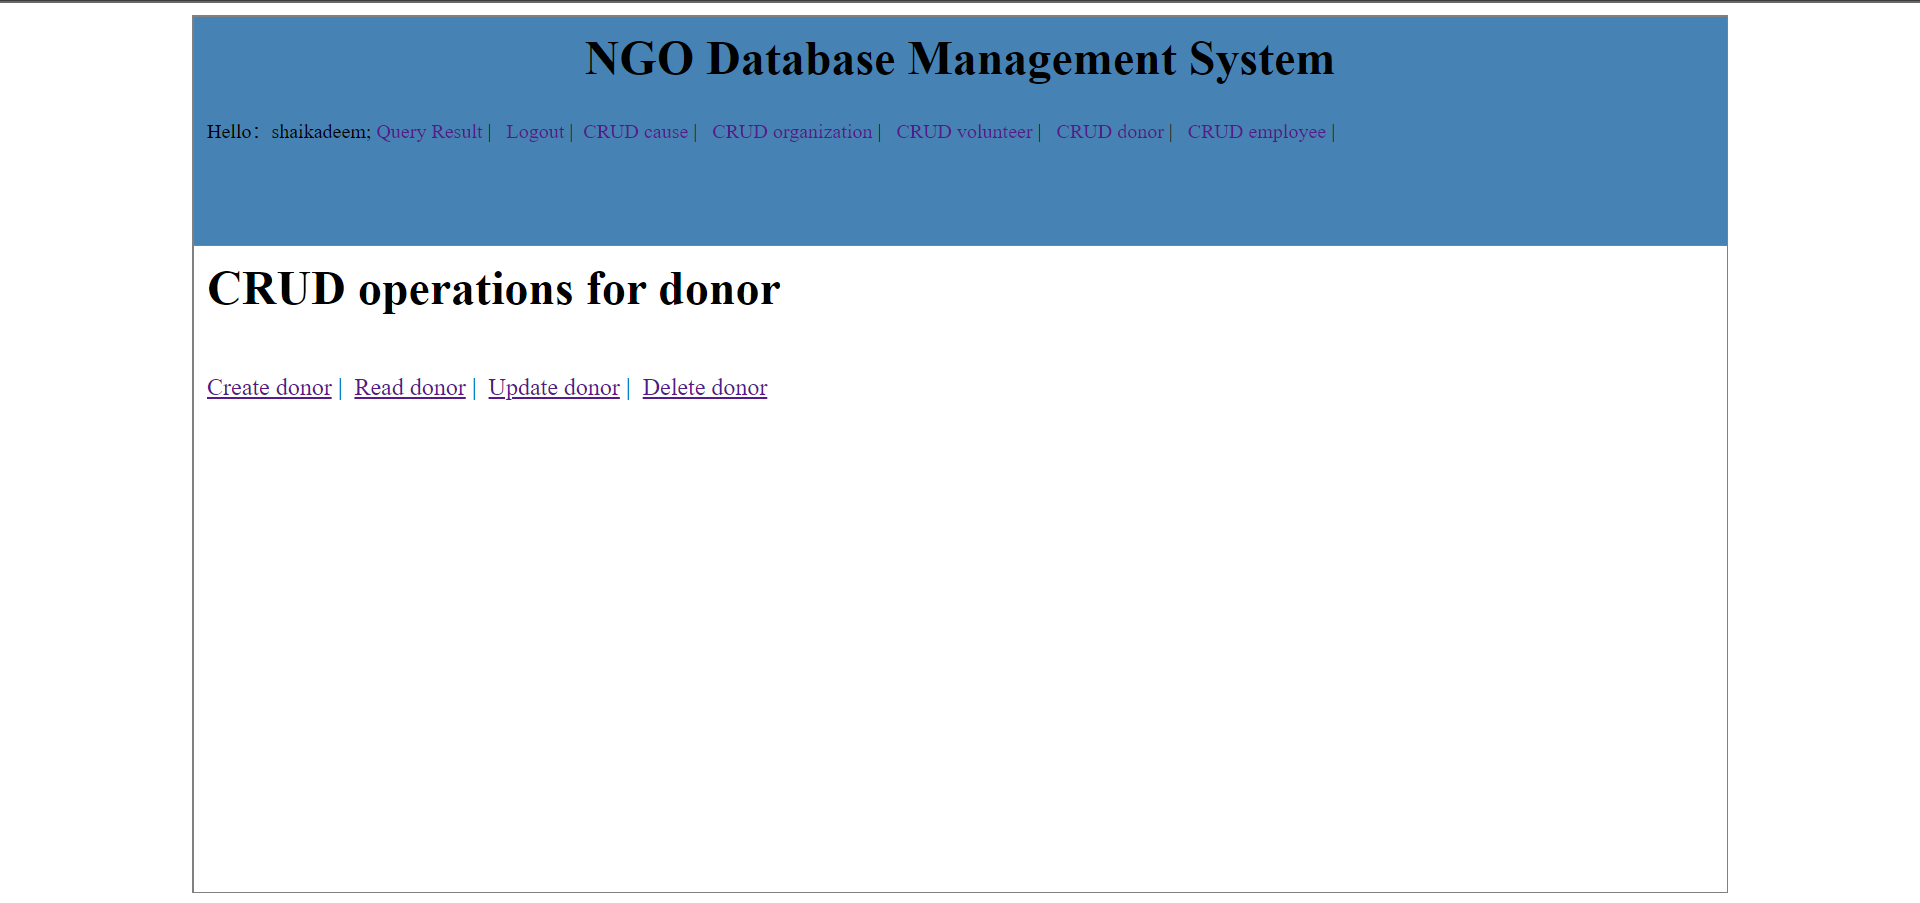 NGO Database Management System
Hello： shaikadeem; Query Result | Logout | CRUD cause | CRUD organization | CRUD volunteer | CRUD donor | CRUD employee |
CRUD operations for donor
Create donor | Read donor | Update donor | Delete donor